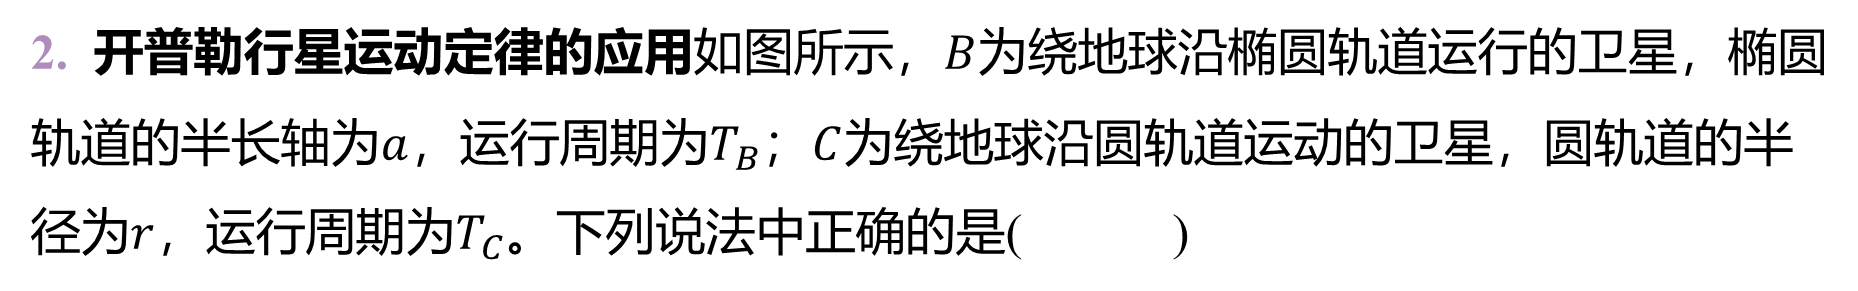 2. 开普勒行星运动定律的应用如图所示，B为绕地球沿椭圆轨道运行的卫星，椭圆
轨道的半长轴为a，运行周期为T_B；C为绕地球沿圆轨道运动的卫星，圆轨道的半
径为r，运行周期为T_C。下列说法中正确的是(　　)